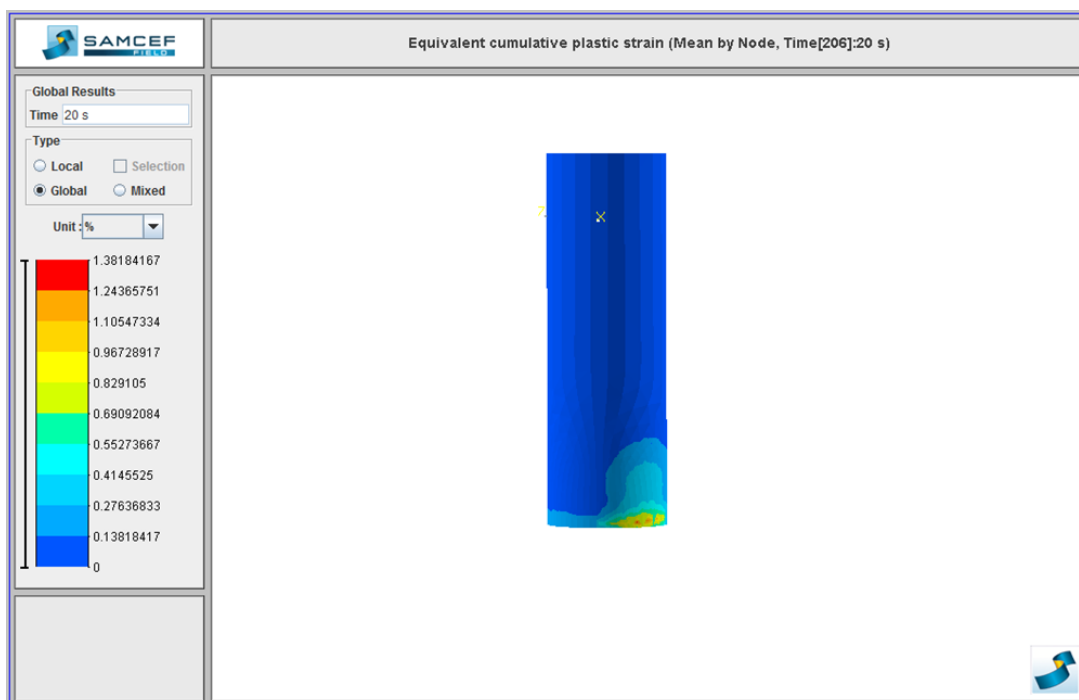 SAMCEF
FIELD
Equivalent cumulative plastic strain (Mean by Node, Time[206]:20 s)
Global Results
Time 20 s
Type
Local Selection
Global Mixed
Unit : %
1.38184167
1.24365751
1.10547334
0.96728917
0.829105
0.69092084
0.55273667
0.4145525
0.27636833
0.13818417
0
X